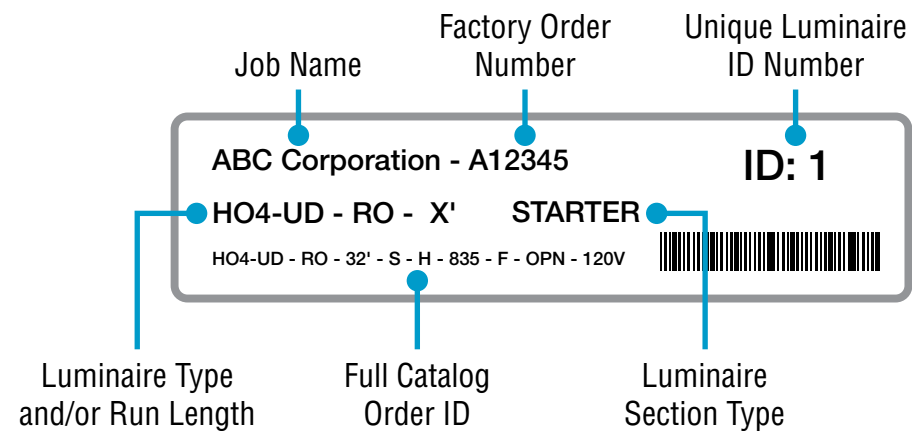 Job Name
Factory Order
Number
Unique Luminaire
ID Number
ABC Corporation - A12345
ID: 1
HO4-UD - RO - X' STARTER
HO4-UD - RO - 32' - S - H - 835 - F - OPN - 120V
Luminaire Type
and/or Run Length
Full Catalog
Order ID
Luminaire
Section Type